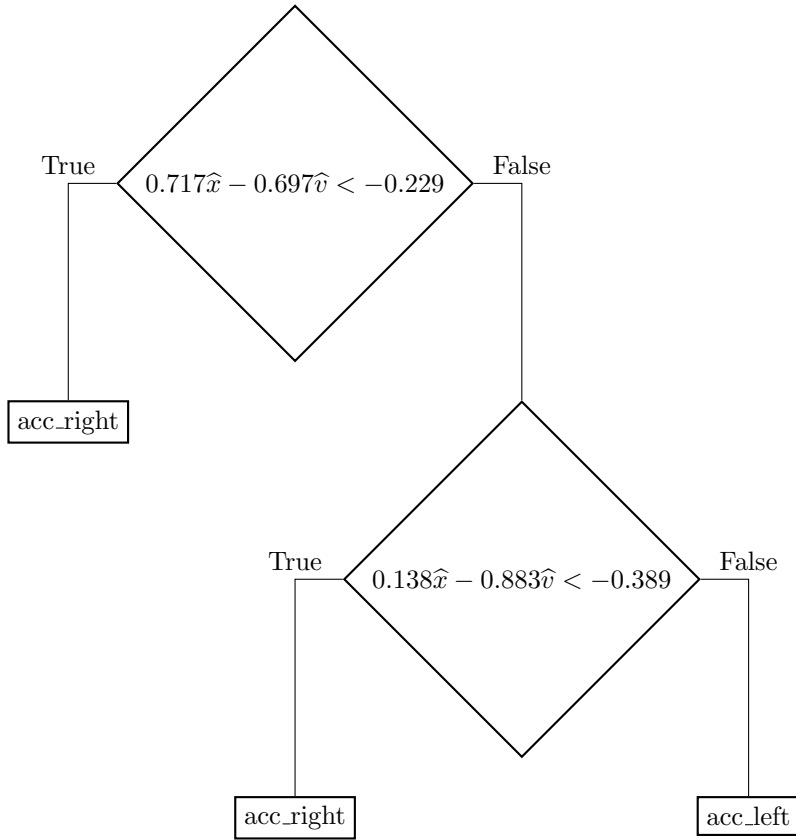 True
False
0.717x̂ − 0.697v̂ < −0.229
acc_right
True
False
0.138x̂ − 0.883v̂ < −0.389
acc_right
acc_left